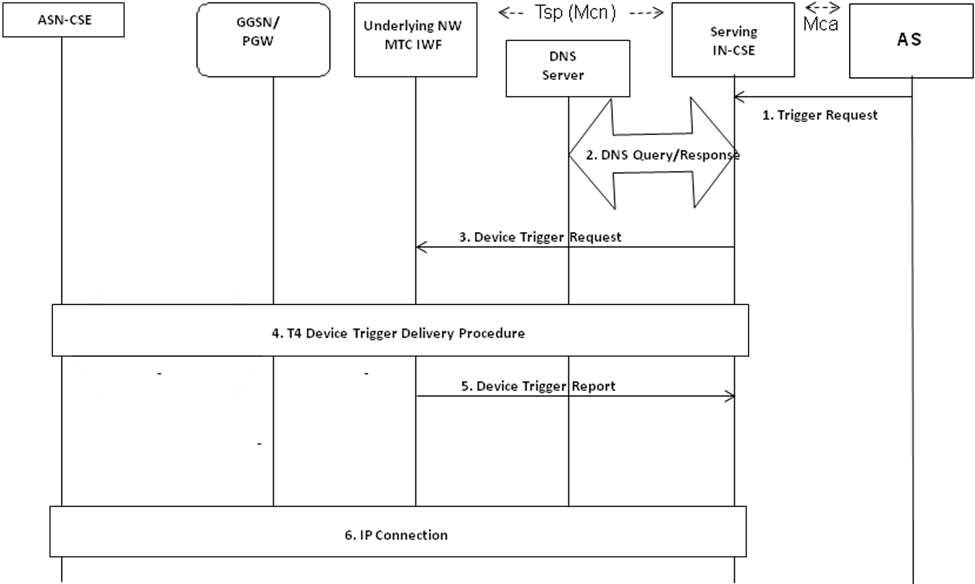 ASN-CSE
GGSN/
PGW
Underlying NW
MTC IWF
<-- Tsp (Mcn) -->
DNS
Server
Serving
IN-CSE
<-->
Mca
AS
1. Trigger Request
2. DNS Query/Response
3. Device Trigger Request
4. T4 Device Trigger Delivery Procedure
5. Device Trigger Report
6. IP Connection